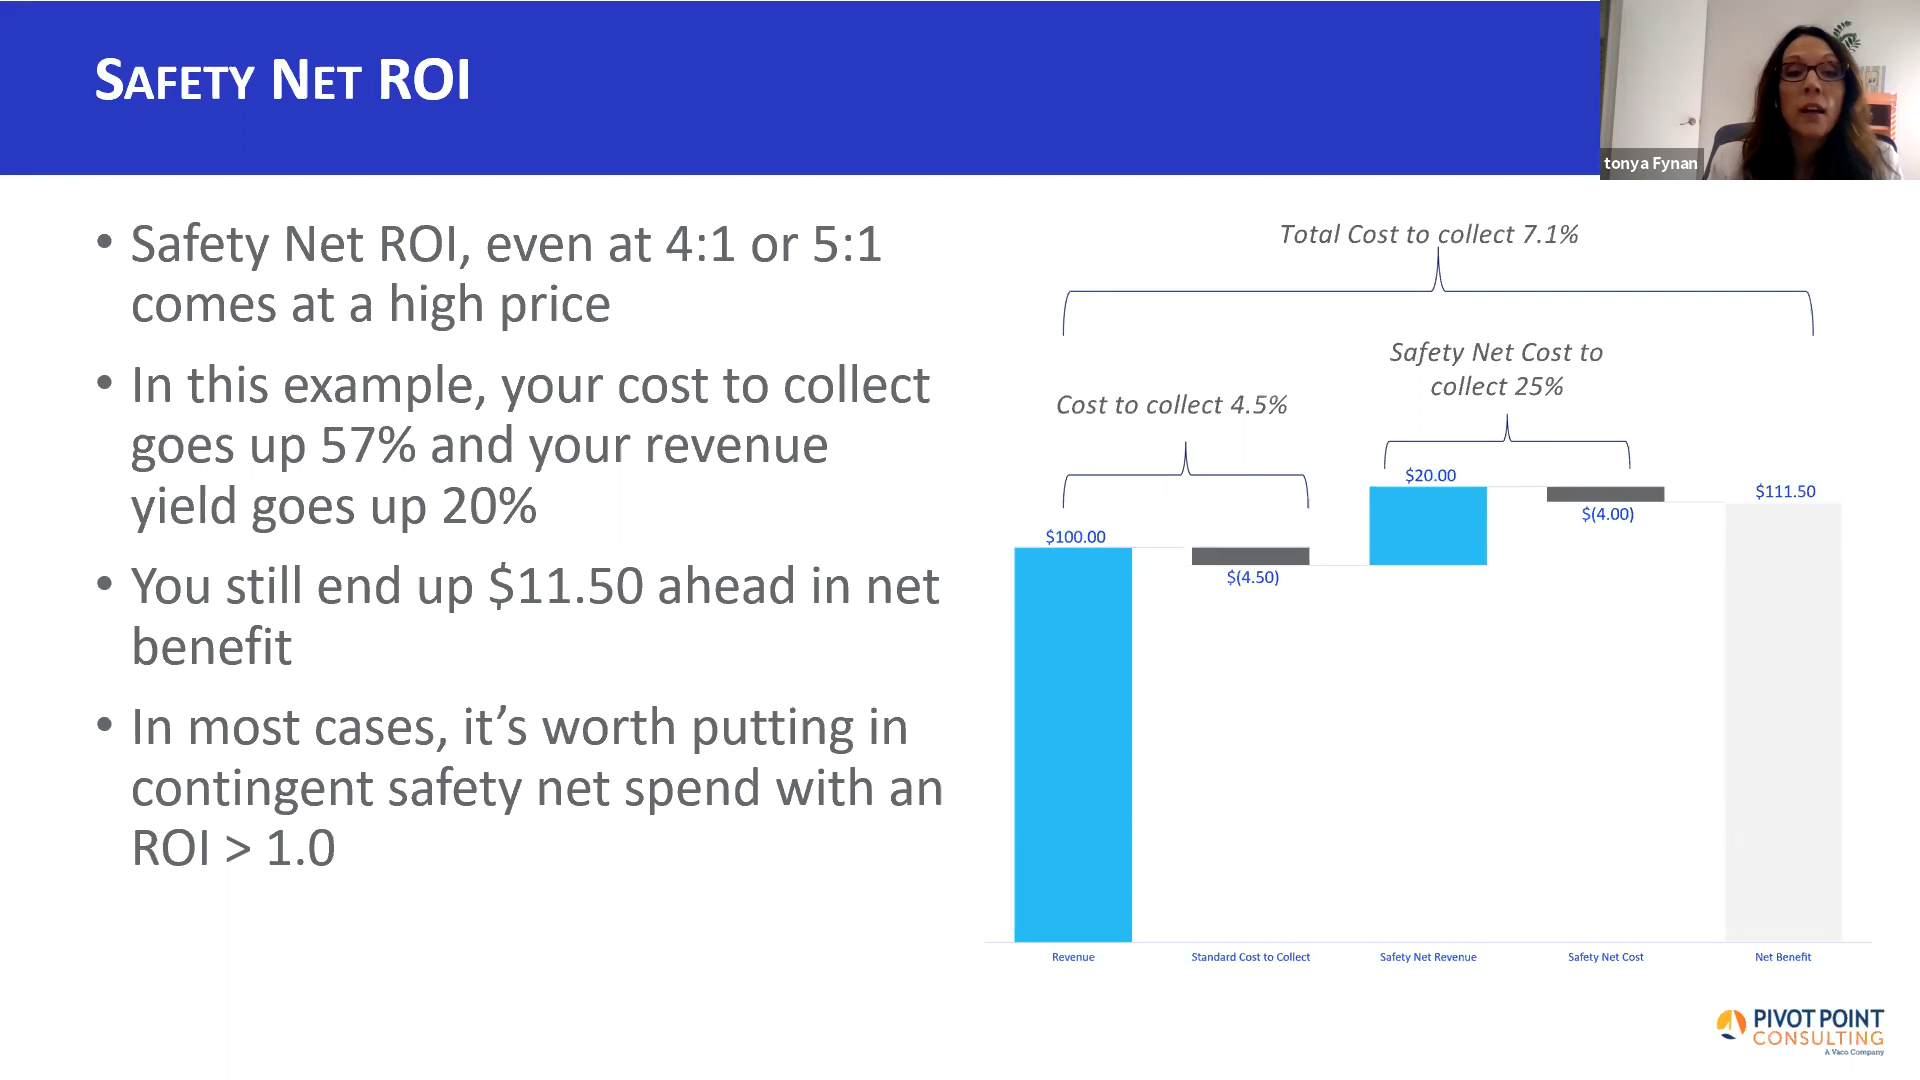 SAFETY NET ROI
tonya Fynan
• Safety Net ROI, even at 4:1 or 5:1
comes at a high price
• In this example, your cost to collect
goes up 57% and your revenue
yield goes up 20%
• You still end up $11.50 ahead in net
benefit
• In most cases, it’s worth putting in
contingent safety net spend with an
ROI > 1.0
Total Cost to collect 7.1%
Safety Net Cost to
collect 25%
Cost to collect 4.5%
$20.00
$111.50
$(4.00)
$100.00
$(4.50)
Revenue
Standard Cost to Collect
Safety Net Revenue
Safety Net Cost
Net Benefit
PIVOT POINT
CONSULTING
A Vaco Company